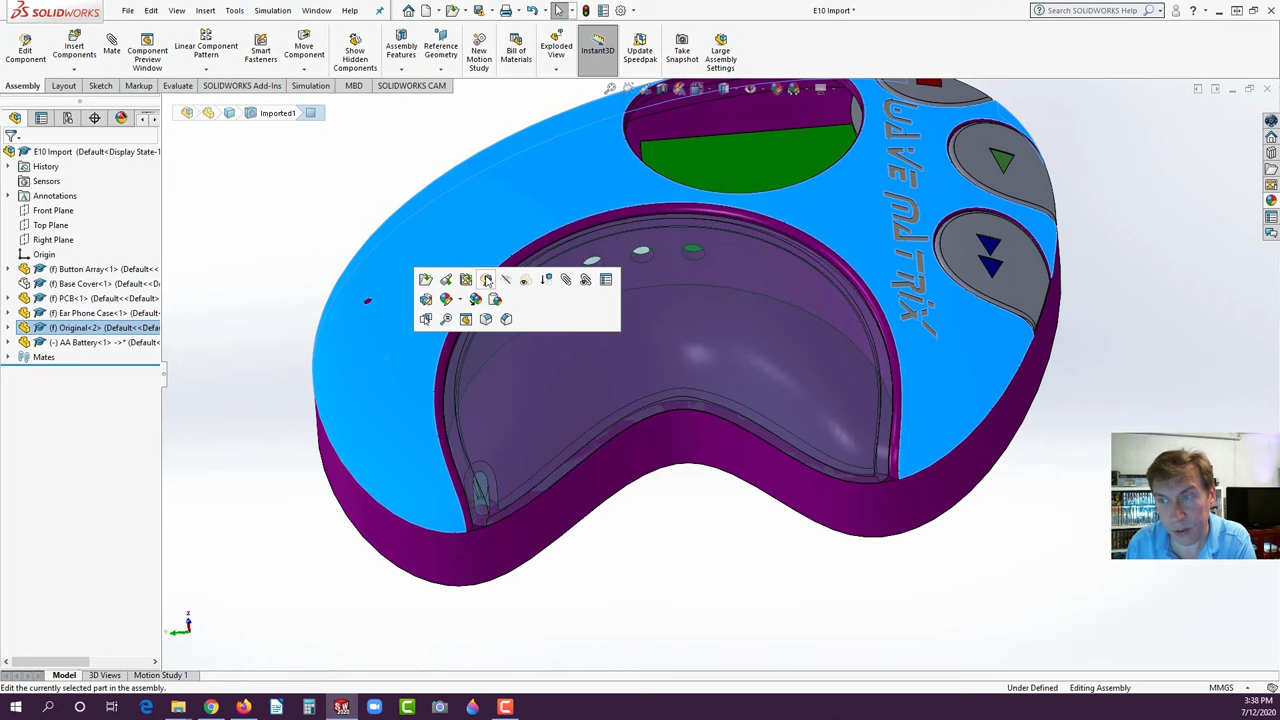 SOLIDWORKS
File Edit View Insert Tools Simulation Window Help
E10 Import *
Search SOLIDWORKS Help
Edit Component
Insert Components
Mate
Component Preview Window
Linear Component Pattern
Smart Fasteners
Move Component
Show Hidden Components
Assembly Features
Reference Geometry
New Motion Study
Bill of Materials
Exploded View
Instant3D
Update Speedpak
Take Snapshot
Large Assembly Settings
Assembly Layout Sketch Markup Evaluate SOLIDWORKS Add-Ins Simulation MBD SOLIDWORKS CAM
Imported1
E10 Import (Default<Display State-1
History
Sensors
Annotations
Front Plane
Top Plane
Right Plane
Origin
(f) Button Array<1> (Default<<
(f) Base Cover<1> (Default<<D
(f) PCB<1> (Default<<Default>
(f) Ear Phone Case<1> (Default
(f) Original<2> (Default<<Defa
(-) AA Battery<1> ->* (Default<
Mates
Model 3D Views Motion Study 1
Edit the currently selected part in the assembly.
Under Defined Editing Assembly MMGS
3:38 PM
7/12/2020